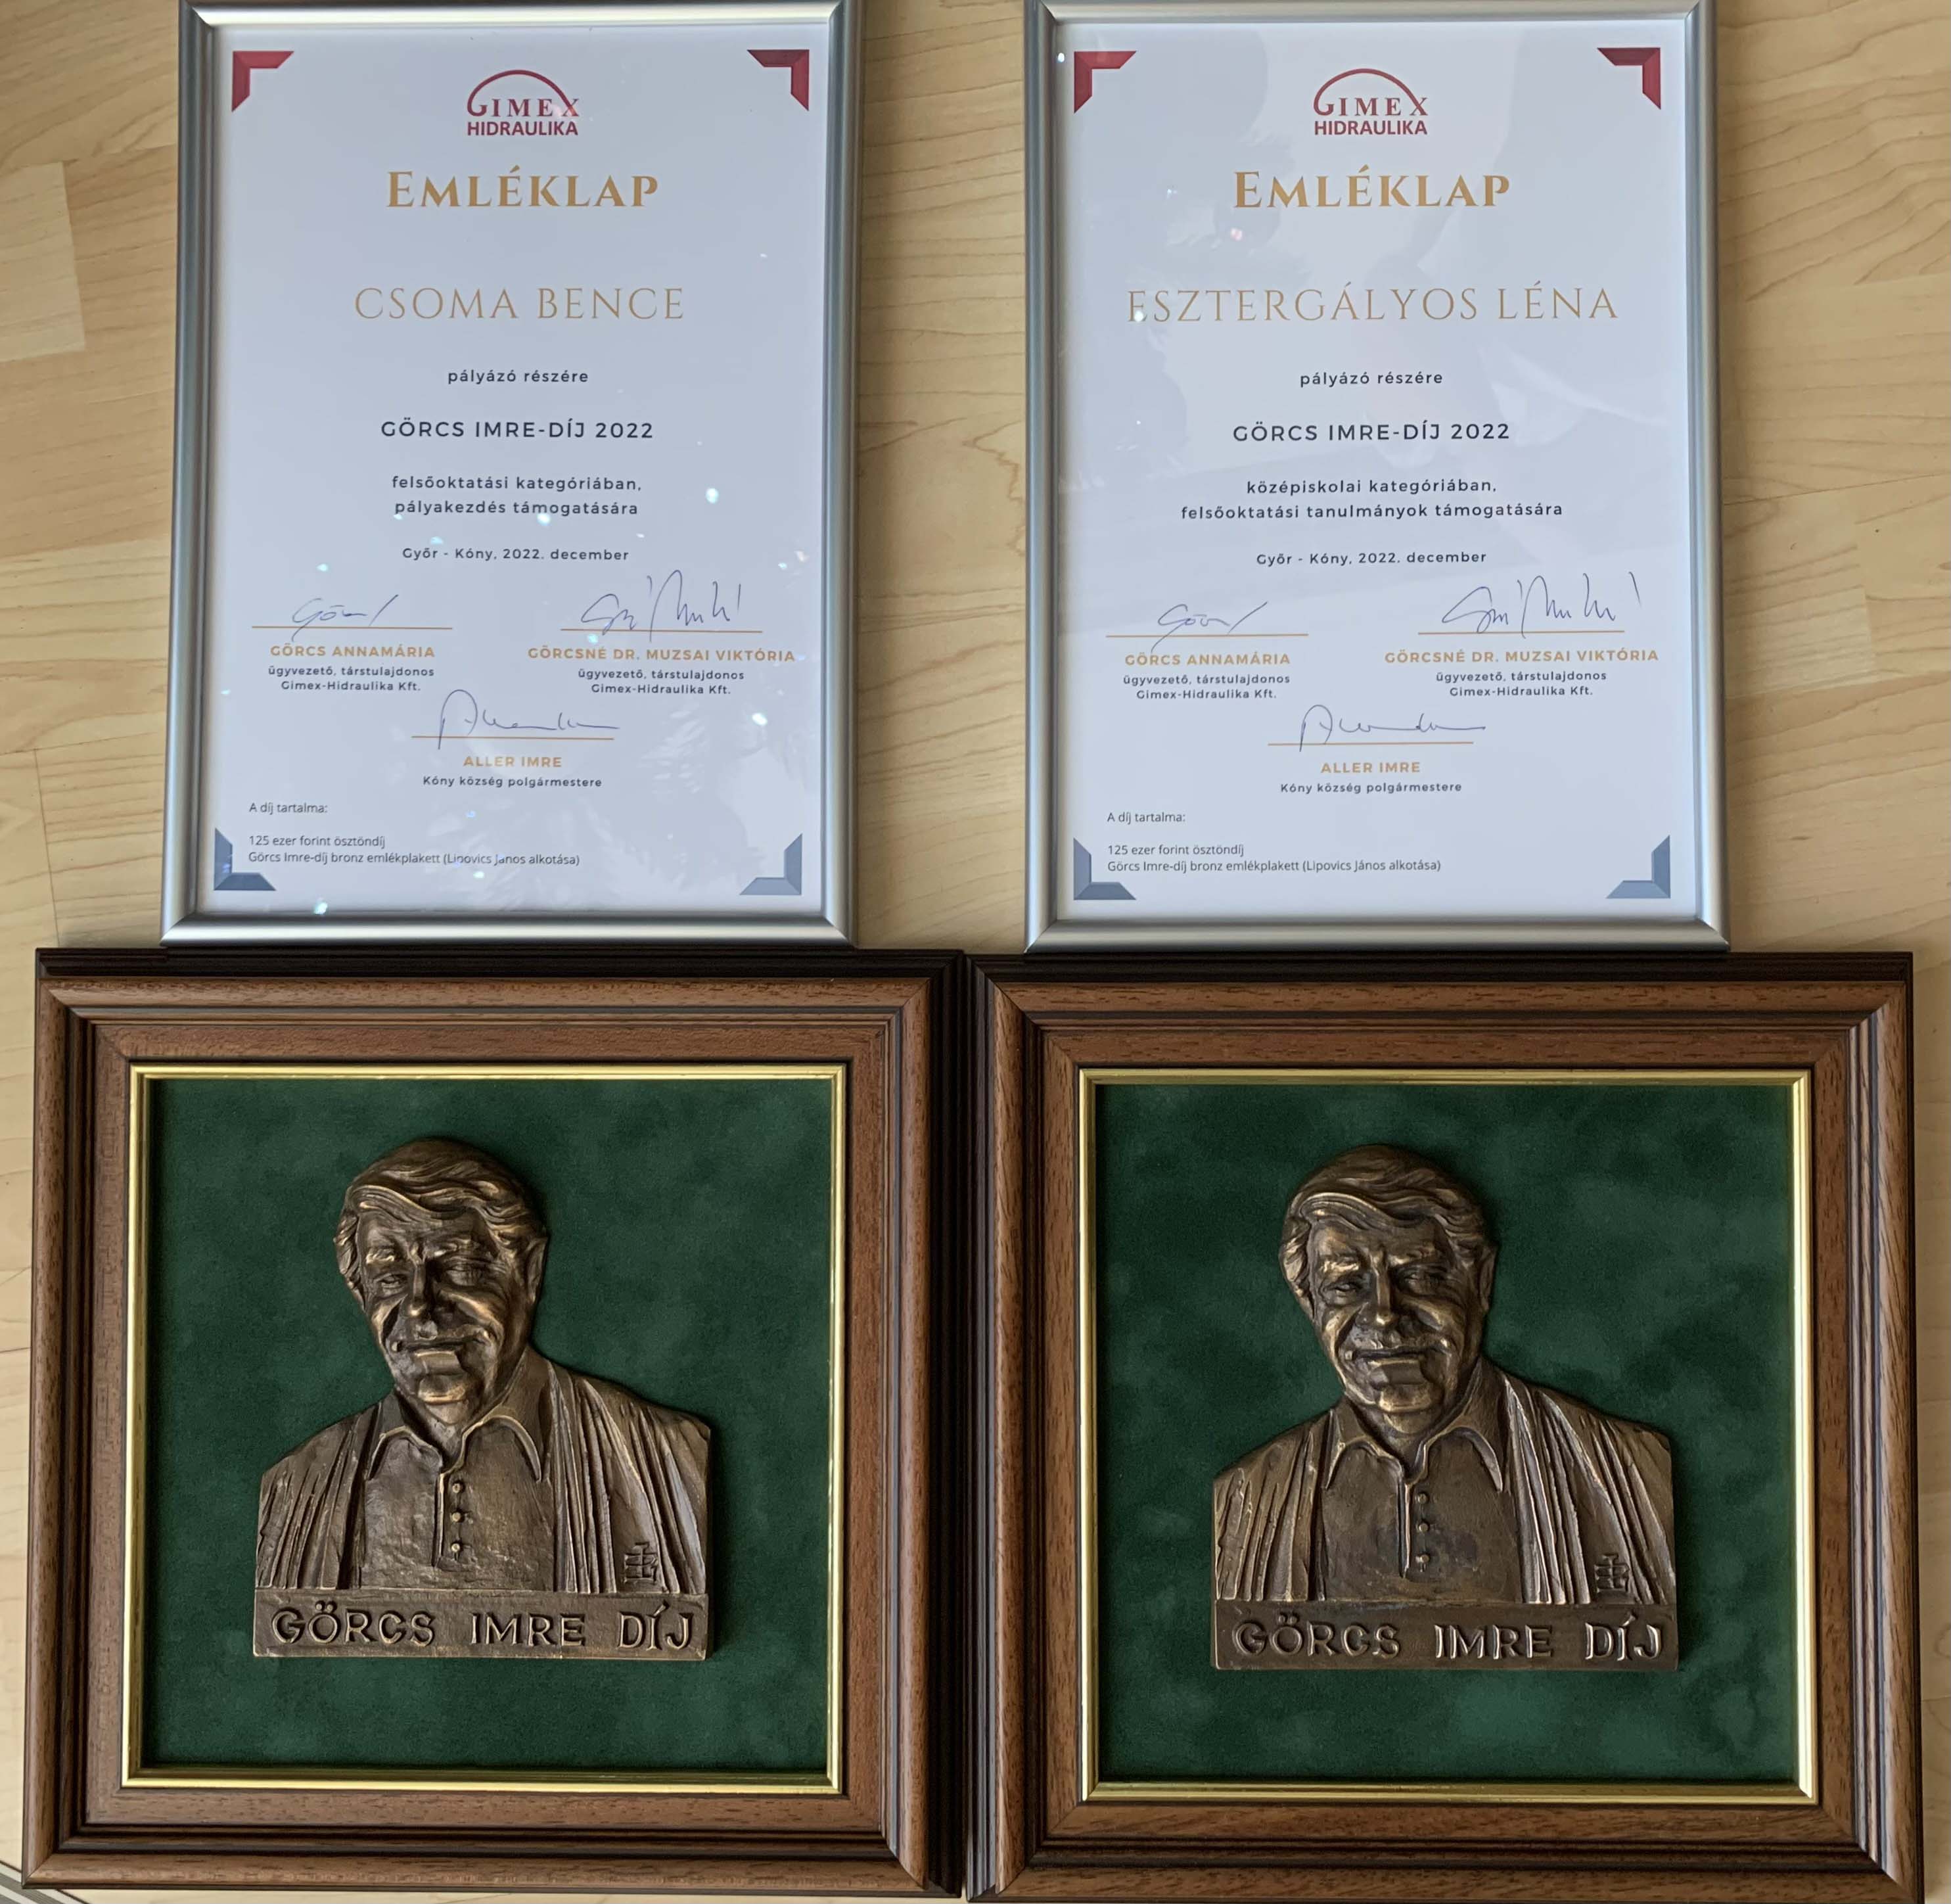 GIMEX
HIDRAULIKA
EMLÉKLAP
CSOMA BENCE
pályázó részére
GÖRCS IMRE-DÍJ 2022
felsőoktatási kategóriában,
pályakezdés támogatására
Győr - Kóny, 2022. december
GÖRCS ANNAMÁRIA
ügyvezető, társtulajdonos
Gimex-Hidraulika Kft.
GÖRCSNÉ DR. MUZSAI VIKTÓRIA
ügyvezető, társtulajdonos
Gimex-Hidraulika Kft.
ALLER IMRE
Kóny község polgármestere
A díj tartalma:
125 ezer forint ösztöndíj
Görcs Imre-díj bronz emlékplakett (Lipovics János alkotása)
GIMEX
HIDRAULIKA
EMLÉKLAP
ESZTERGÁLYOS LÉNA
pályázó részére
GÖRCS IMRE-DÍJ 2022
középiskolai kategóriában,
felsőoktatási tanulmányok támogatására
Győr - Kóny, 2022. december
GÖRCS ANNAMÁRIA
ügyvezető, társtulajdonos
Gimex-Hidraulika Kft.
GÖRCSNÉ DR. MUZSAI VIKTÓRIA
ügyvezető, társtulajdonos
Gimex-Hidraulika Kft.
ALLER IMRE
Kóny község polgármestere
A díj tartalma:
125 ezer forint ösztöndíj
Görcs Imre-díj bronz emlékplakett (Lipovics János alkotása)
GÖRCS IMRE DÍJ
GÖRCS IMRE DÍJ